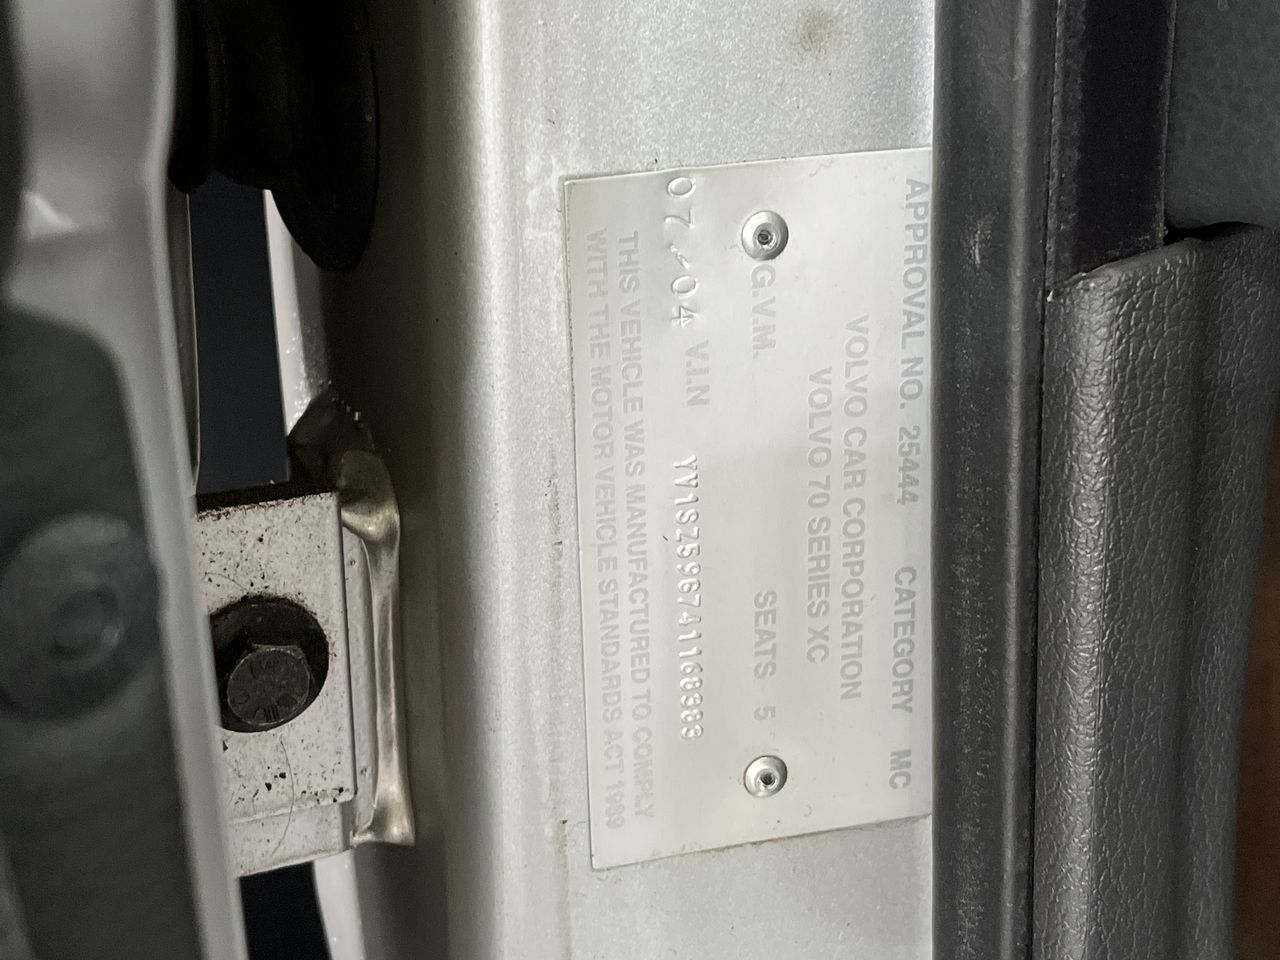 APPROVAL NO. 25444 CATEGORY MC
VOLVO CAR CORPORATION
VOLVO 70 SERIES XC
G.V.M. SEATS 5
07/04 V.I.N YV1SZ59G741168983
THIS VEHICLE WAS MANUFACTURED TO COMPLY
WITH THE MOTOR VEHICLE STANDARDS ACT 1989